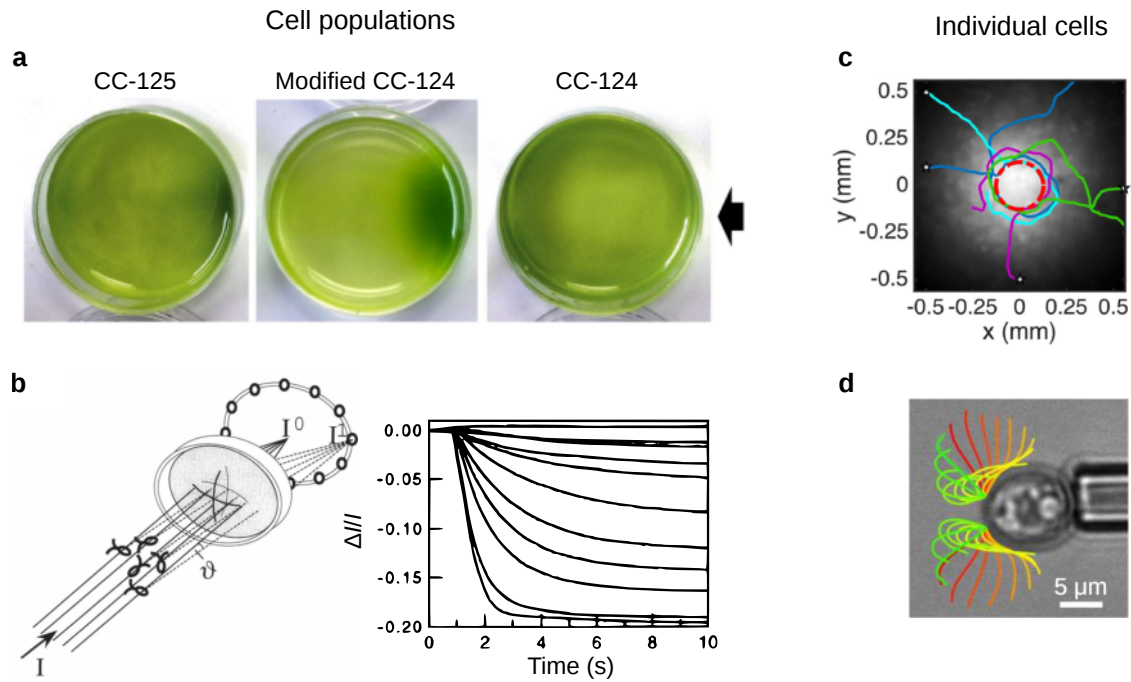 Cell populations
Individual cells
a
CC-125
Modified CC-124
CC-124
c
0.5
0.25
0
-0.25
-0.5
y (mm)
-0.5 -0.25 0 0.25 0.5
x (mm)
b
I⁰
I¹
ϑ
I
0.00
-0.05
-0.10
-0.15
-0.20
ΔI/I
0 2 4 6 8 10
Time (s)
d
5 µm